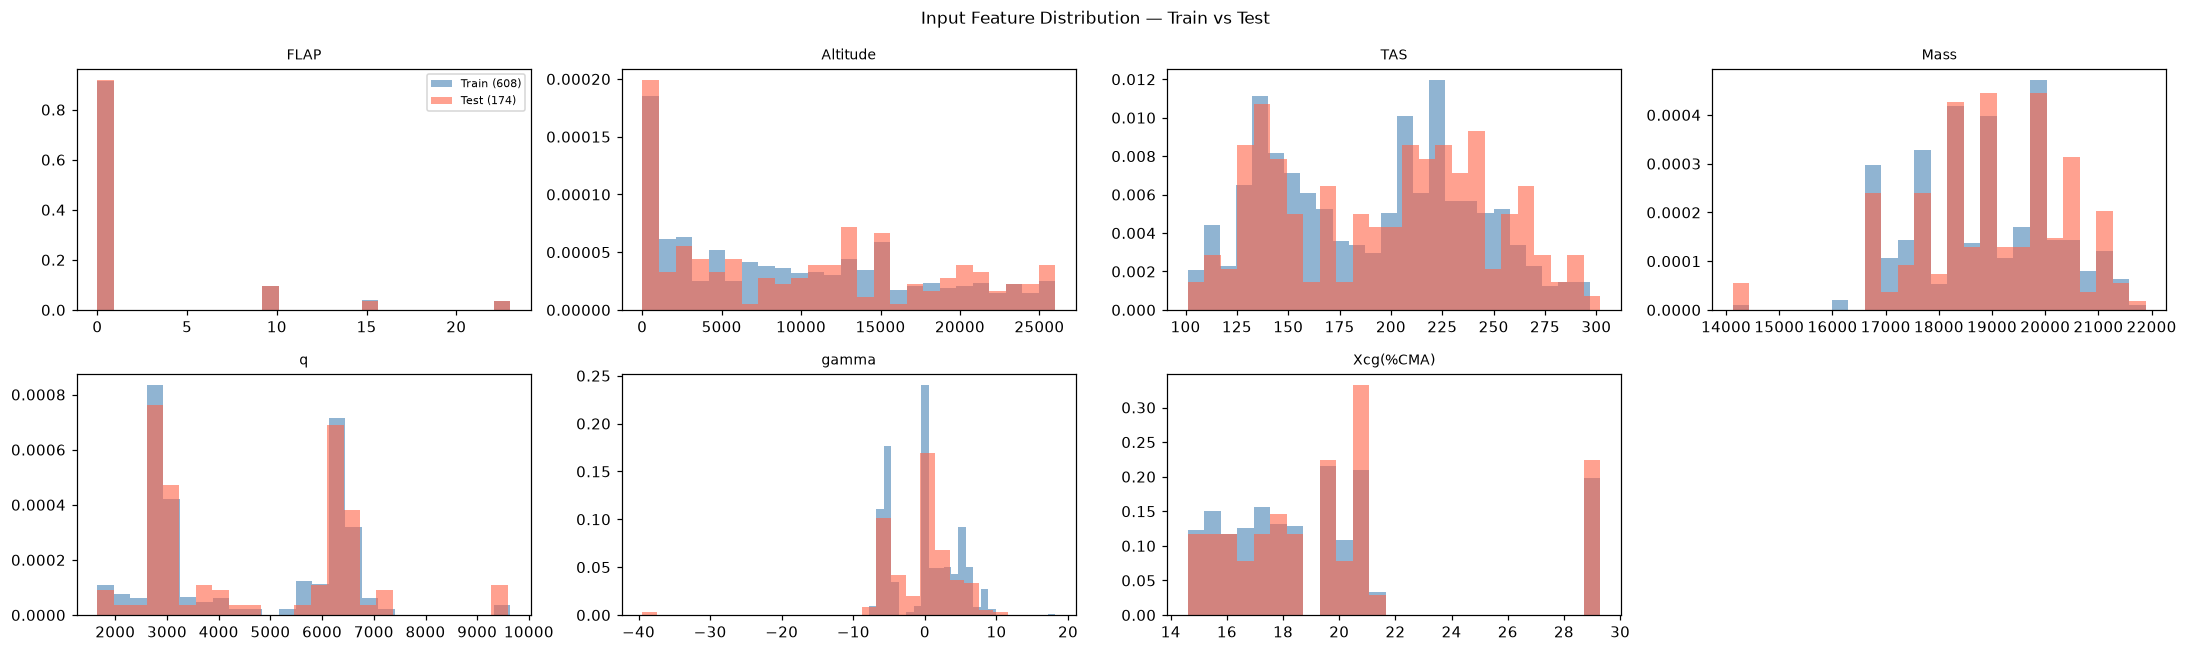 Input Feature Distribution — Train vs Test
FLAP
Train (608)
Test (174)
0.8
0.6
0.4
0.2
0.0
0 5 10 15 20
Altitude
0.00020
0.00015
0.00010
0.00005
0.00000
0 5000 10000 15000 20000 25000
TAS
0.012
0.010
0.008
0.006
0.004
0.002
0.000
100 125 150 175 200 225 250 275 300
Mass
0.0004
0.0003
0.0002
0.0001
0.0000
14000 15000 16000 17000 18000 19000 20000 21000 22000
q
0.0008
0.0006
0.0004
0.0002
0.0000
2000 3000 4000 5000 6000 7000 8000 9000 10000
gamma
0.25
0.20
0.15
0.10
0.05
0.00
−40 −30 −20 −10 0 10 20
Xcg(%CMA)
0.30
0.25
0.20
0.15
0.10
0.05
0.00
14 16 18 20 22 24 26 28 30